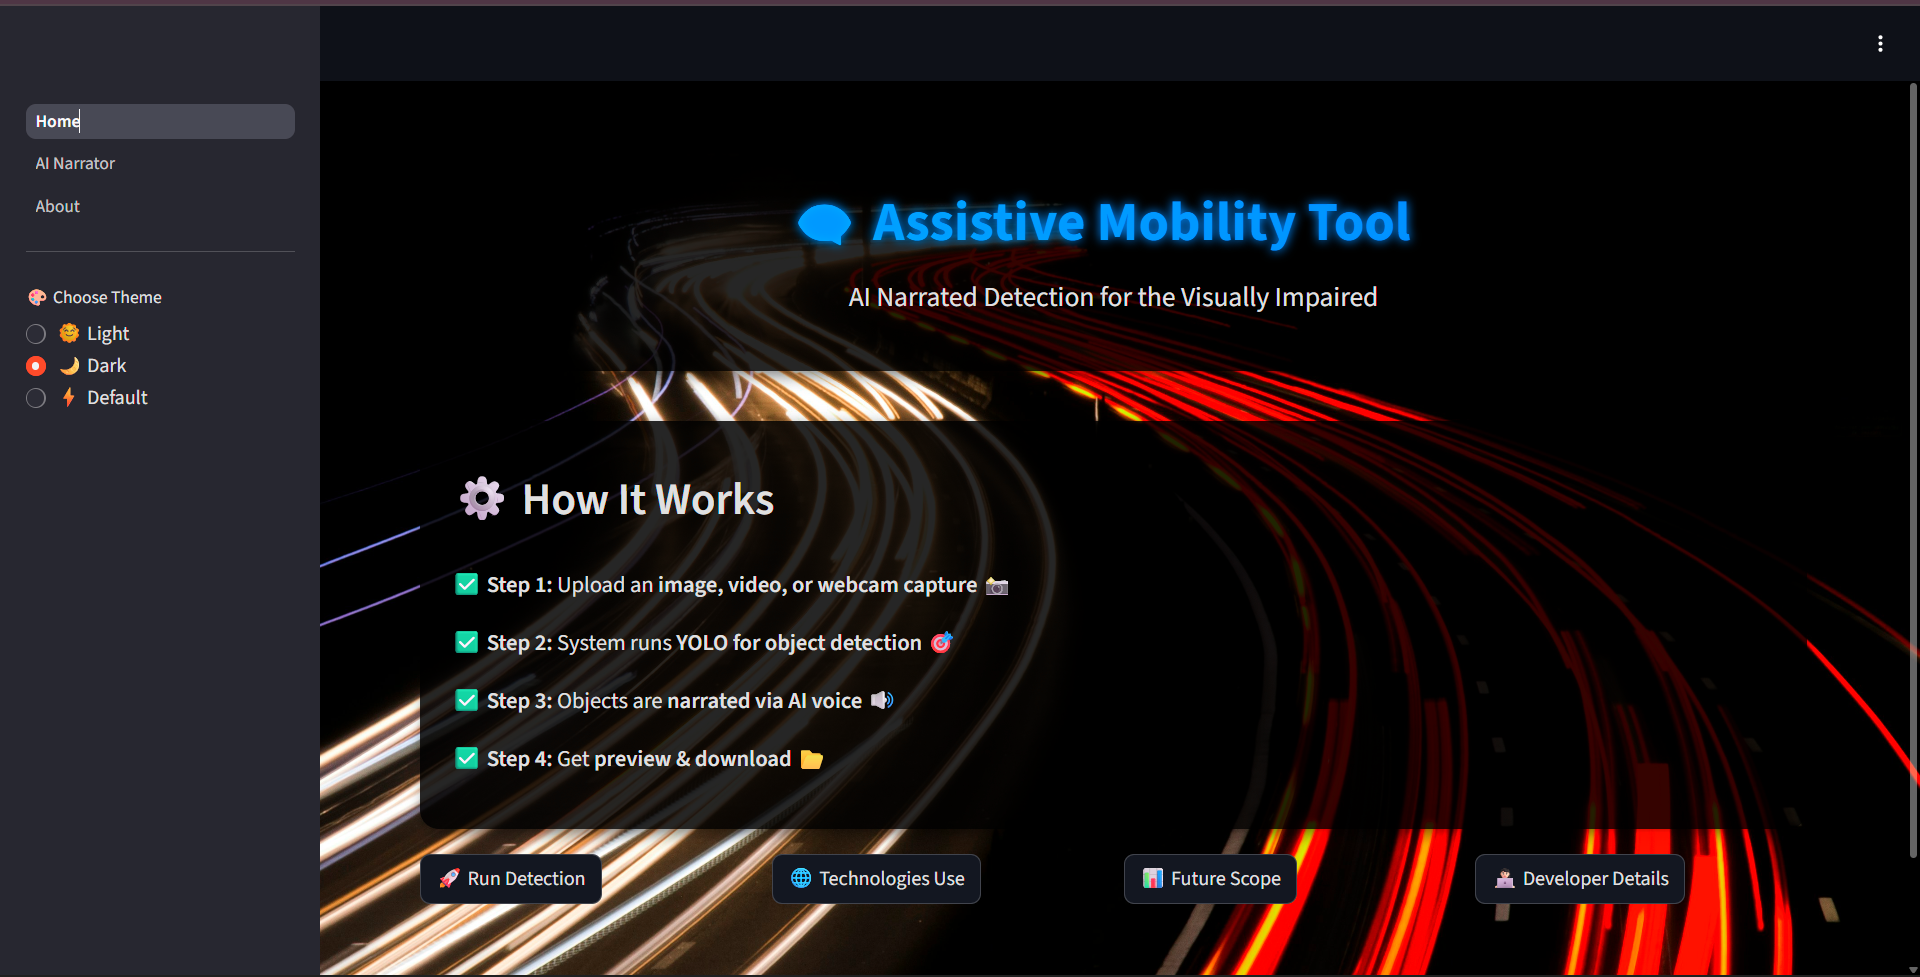 Home
AI Narrator
About
🎨 Choose Theme
🌞 Light
🌙 Dark
⚡ Default
🗨️ Assistive Mobility Tool
AI Narrated Detection for the Visually Impaired
⚙️ How It Works
✅ Step 1: Upload an image, video, or webcam capture 📷
✅ Step 2: System runs YOLO for object detection 🎯
✅ Step 3: Objects are narrated via AI voice 🔊
✅ Step 4: Get preview & download 📂
🚀 Run Detection
🌐 Technologies Use
📊 Future Scope
👩🏻‍💻 Developer Details